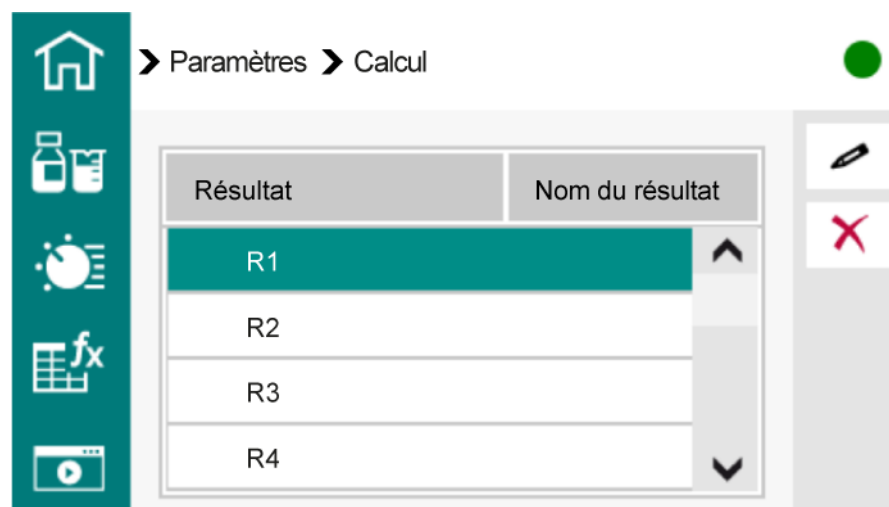 Paramètres Calcul
Résultat Nom du résultat
R1
R2
R3
R4